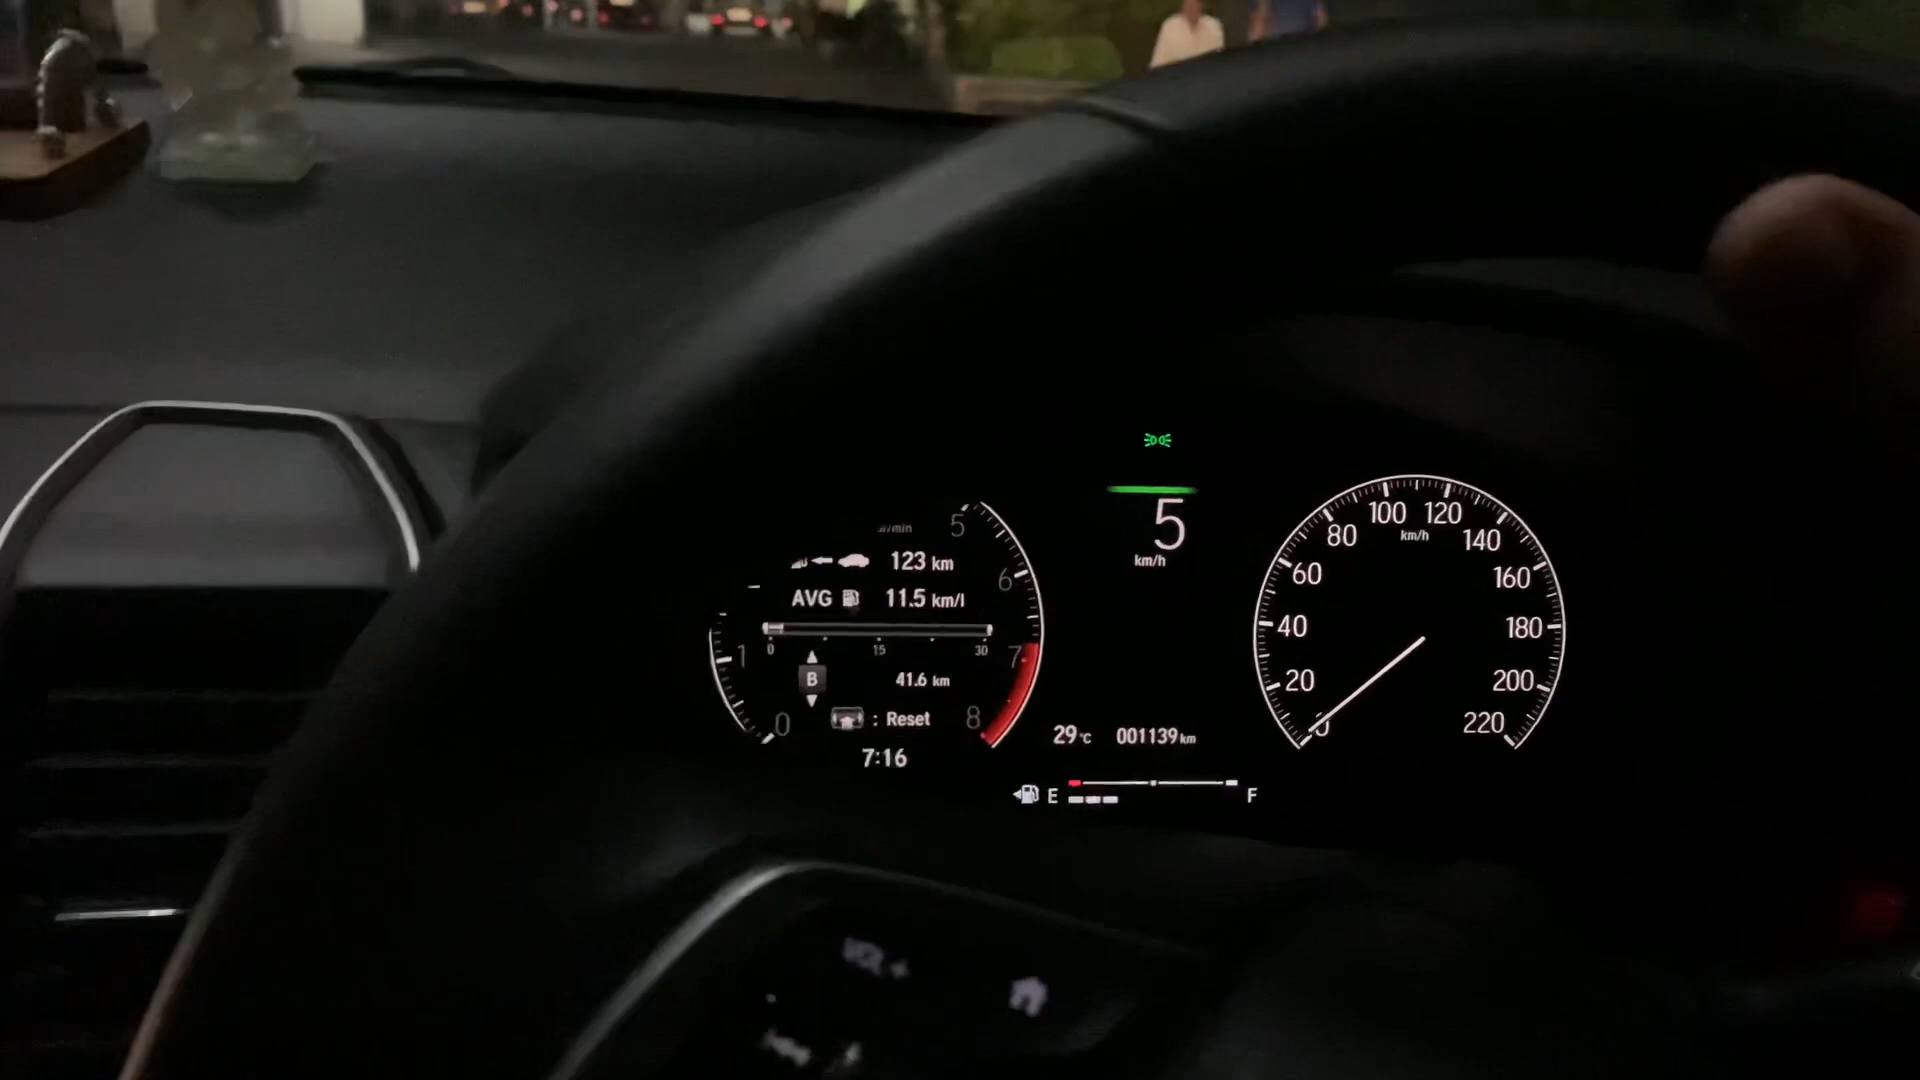 5
123 km
6
AVG 11.5 km/l
0 15 30
1
7
B 41.6 km
: Reset
0
8
7:16
5
km/h
29°C 001139 km
E F
0
20
40
60
80
100
120
140
160
180
200
220
km/h
VOL +